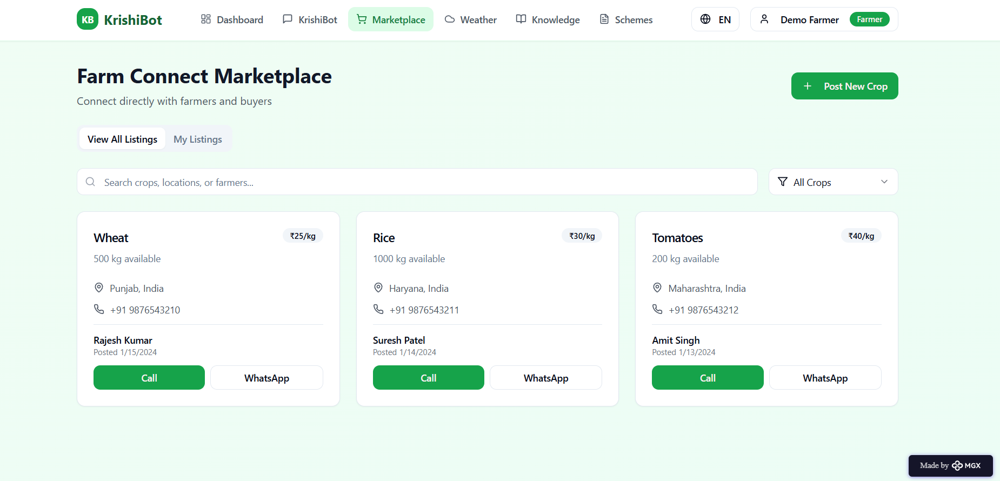 KB KrishiBot Dashboard KrishiBot Marketplace Weather Knowledge Schemes EN Demo Farmer Farmer
Farm Connect Marketplace
Connect directly with farmers and buyers
+ Post New Crop
View All Listings My Listings
Search crops, locations, or farmers... All Crops
Wheat ₹25/kg
500 kg available
Punjab, India
+91 9876543210
Rajesh Kumar
Posted 1/15/2024
Call WhatsApp
Rice ₹30/kg
1000 kg available
Haryana, India
+91 9876543211
Suresh Patel
Posted 1/14/2024
Call WhatsApp
Tomatoes ₹40/kg
200 kg available
Maharashtra, India
+91 9876543212
Amit Singh
Posted 1/13/2024
Call WhatsApp
Made by MGX